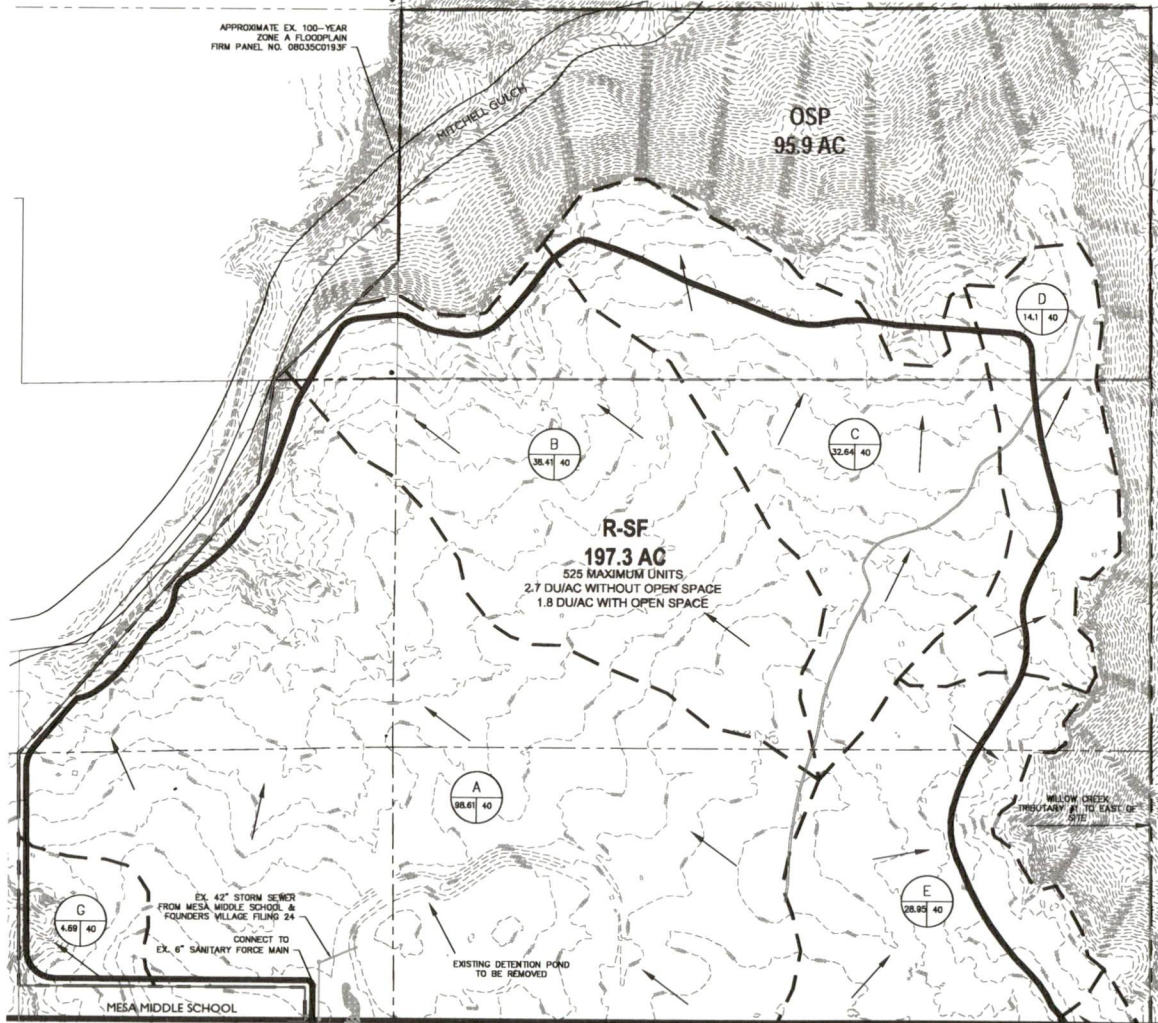 APPROXIMATE EX. 100-YEAR
ZONE A FLOODPLAIN
FIRM PANEL NO. 08035C0193F
MITCHELL GULCH
OSP
95.9 AC
D
14.1 40
B
36.41 40
C
32.64 40
R-SF
197.3 AC
525 MAXIMUM UNITS
2.7 DU/AC WITHOUT OPEN SPACE
1.8 DU/AC WITH OPEN SPACE
A
98.61 40
WILLOW CREEK
TRIBUTARY #1 TO EAST OF
SITE
G
4.69 40
EX. 42" STORM SEWER
FROM MESA MIDDLE SCHOOL &
FOUNDERS VILLAGE FILING 24
CONNECT TO
EX. 6" SANITARY FORCE MAIN
E
28.95 40
EXISTING DETENTION POND
TO BE REMOVED
MESA MIDDLE SCHOOL